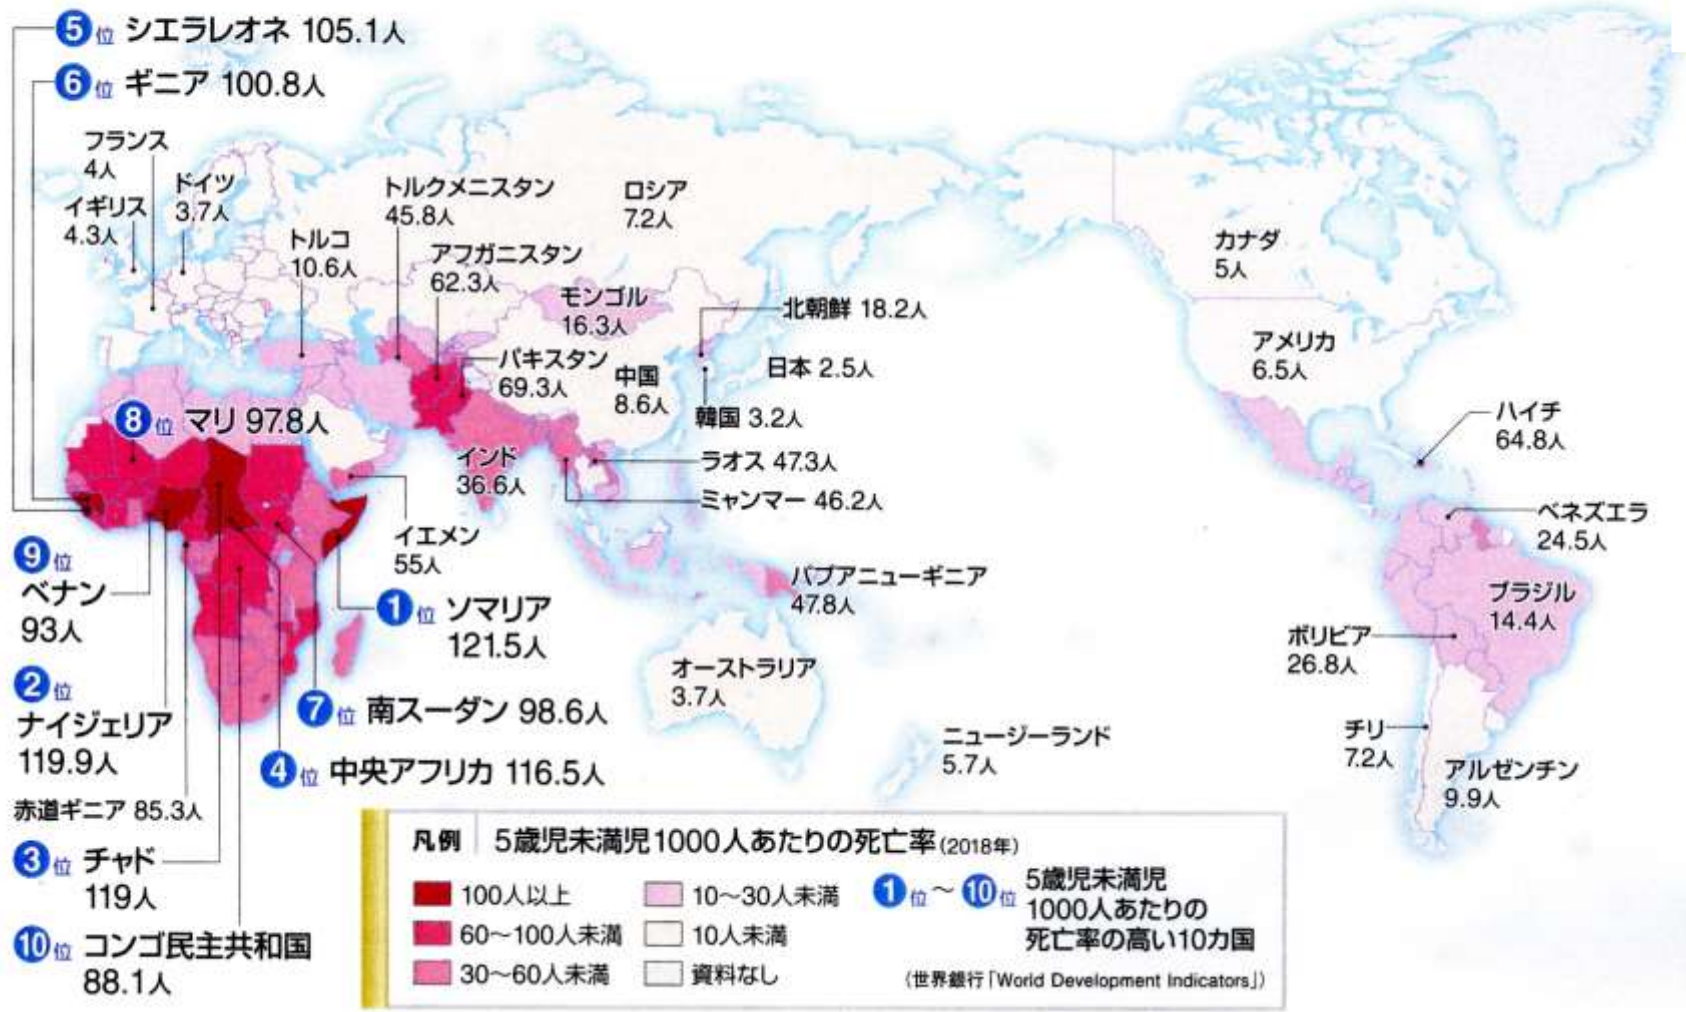 5位 シエラレオネ 105.1人
6位 ギニア 100.8人
フランス
4人
ドイツ
3.7人
イギリス
4.3人
トルコ
10.6人
トルクメニスタン
45.8人
アフガニスタン
62.3人
ロシア
7.2人
モンゴル
16.3人
パキスタン
69.3人
中国
8.6人
北朝鮮 18.2人
日本 2.5人
韓国 3.2人
カナダ
5人
アメリカ
6.5人
ハイチ
64.8人
8位 マリ 97.8人
インド
36.6人
ラオス 47.3人
ミャンマー 46.2人
イエメン
55人
ベネズエラ
24.5人
9位
ベナン
93人
1位 ソマリア
121.5人
パプアニューギニア
47.8人
ブラジル
14.4人
ボリビア
26.8人
オーストラリア
3.7人
2位
ナイジェリア
119.9人
7位 南スーダン 98.6人
ニュージーランド
5.7人
チリ
7.2人
アルゼンチン
9.9人
4位 中央アフリカ 116.5人
赤道ギニア 85.3人
3位 チャド
119人
10位 コンゴ民主共和国
88.1人
凡例 5歳児未満児1000人あたりの死亡率(2018年)
100人以上
60〜100人未満
30〜60人未満
10〜30人未満
10人未満
資料なし
1位〜10位 5歳児未満児
1000人あたりの
死亡率の高い10カ国
(世界銀行「World Development Indicators」)